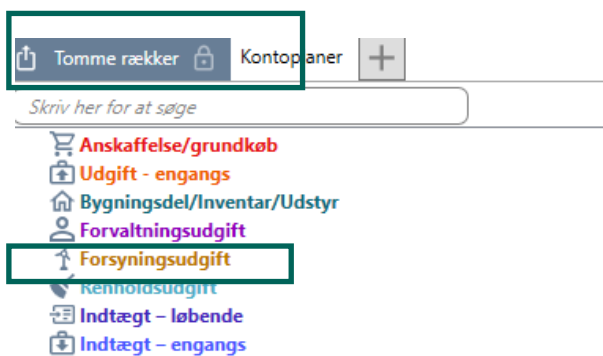 Tomme rækker Kontoplaner
Skriv her for at søge
Anskaffelse/grundkøb
Udgift - engangs
Bygningsdel/Inventar/Udstyr
Forvaltningsudgift
Forsyningsudgift
Renholdsudgift
Indtægt – løbende
Indtægt – engangs